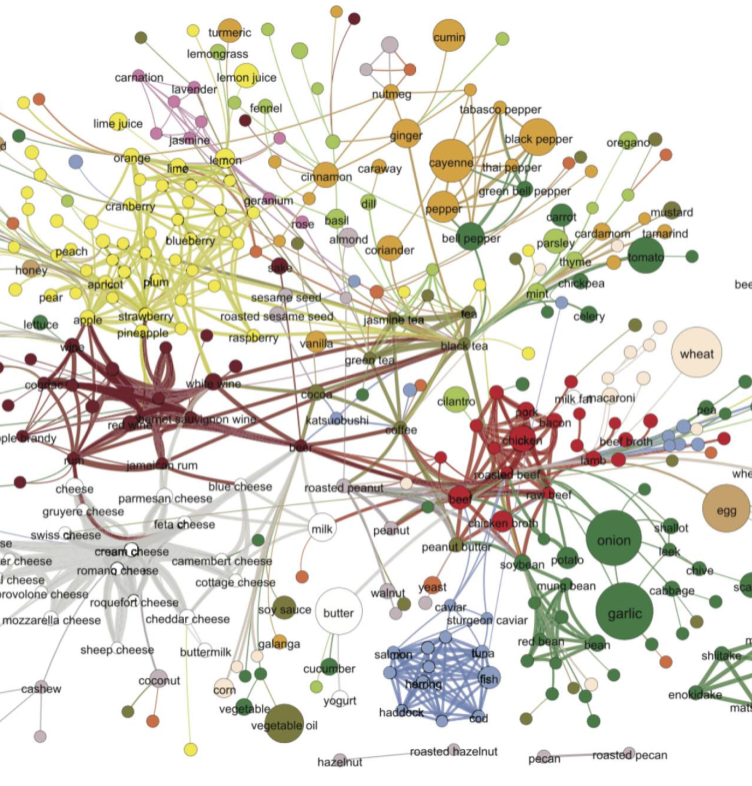 turmeric
cumin
lemongrass
carnation
lemon juice
lavender
nutmeg
fennel
tabasco pepper
lime juice
jasmine
ginger
black pepper
oregano
orange
lime
lemon
cayenne
thai pepper
cinnamon
caraway
green bell pepper
cranberry
geranium
dill
pepper
mustard
rose
basil
carrot
almond
bell pepper
parsley
cardamom
tamarind
peach
blueberry
coriander
tomato
honey
sake
thyme
apricot
plum
chickpea
pear
sesame seed
mint
lettuce
apple
strawberry
roasted sesame seed
jasmine tea
tea
celery
pineapple
raspberry
vanilla
black tea
wine
green tea
wheat
cognac
white wine
cocoa
milk fat
macaroni
cilantro
pork
pea
red wine
cabernet sauvignon wine
katsuobushi
bacon
coffee
chicken
beef broth
ple brandy
beer
lamb
rum
jamaican rum
roasted beef
whe
cheese
blue cheese
roasted peanut
parmesan cheese
beef
raw beef
gruyere cheese
egg
feta cheese
milk
peanut
chicken broth
shallot
swiss cheese
onion
cream cheese
peanut butter
leek
er cheese
romano cheese
camembert cheese
soybean
potato
chive
l cheese
cottage cheese
walnut
yeast
mung bean
cabbage
provolone cheese
roquefort cheese
soy sauce
butter
caviar
garlic
mozzarella cheese
cheddar cheese
sturgeon caviar
sheep cheese
buttermilk
galanga
salmon
tuna
red bean
bean
shiitake
cucumber
fish
coconut
herring
cashew
corn
yogurt
enokidake
vegetable
haddock
cod
mats
vegetable oil
roasted hazelnut
hazelnut
pecan
roasted pecan